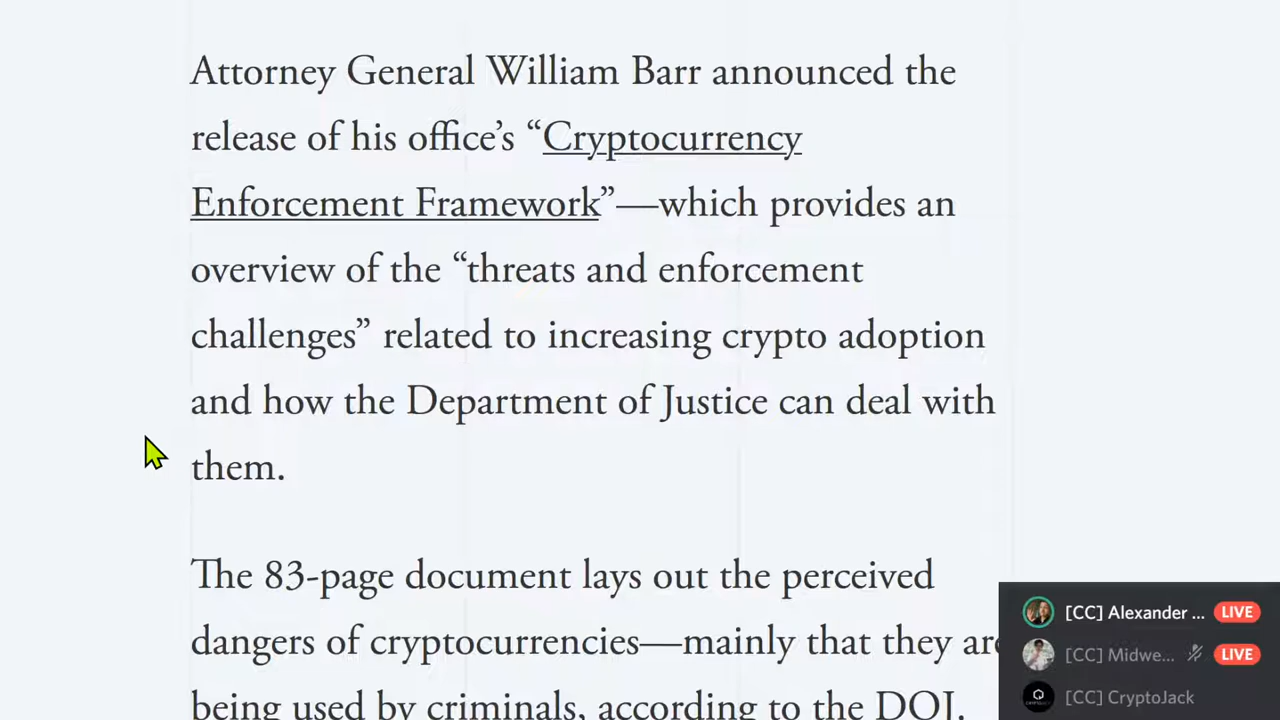 Attorney General William Barr announced the
release of his office’s “Cryptocurrency
Enforcement Framework”—which provides an
overview of the “threats and enforcement
challenges” related to increasing crypto adoption
and how the Department of Justice can deal with
them.
The 83-page document lays out the perceived
dangers of cryptocurrencies—mainly that they are
being used by criminals, according to the DOJ.
[CC] Alexander ... LIVE
[CC] Midwe... LIVE
[CC] CryptoJack